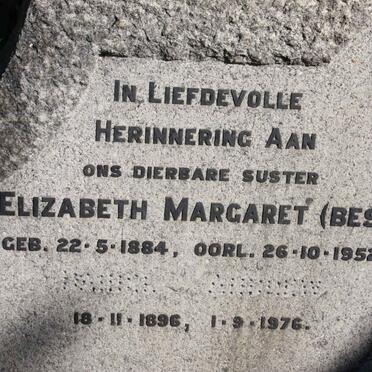 IN LIEFDEVOLLE
HERINNERING AAN
ONS DIERBARE SUSTER
ELIZABETH MARGARET (BES
GEB. 22-5-1884, OORL. 26-10-1952
18-11-1896, 1-9-1976.